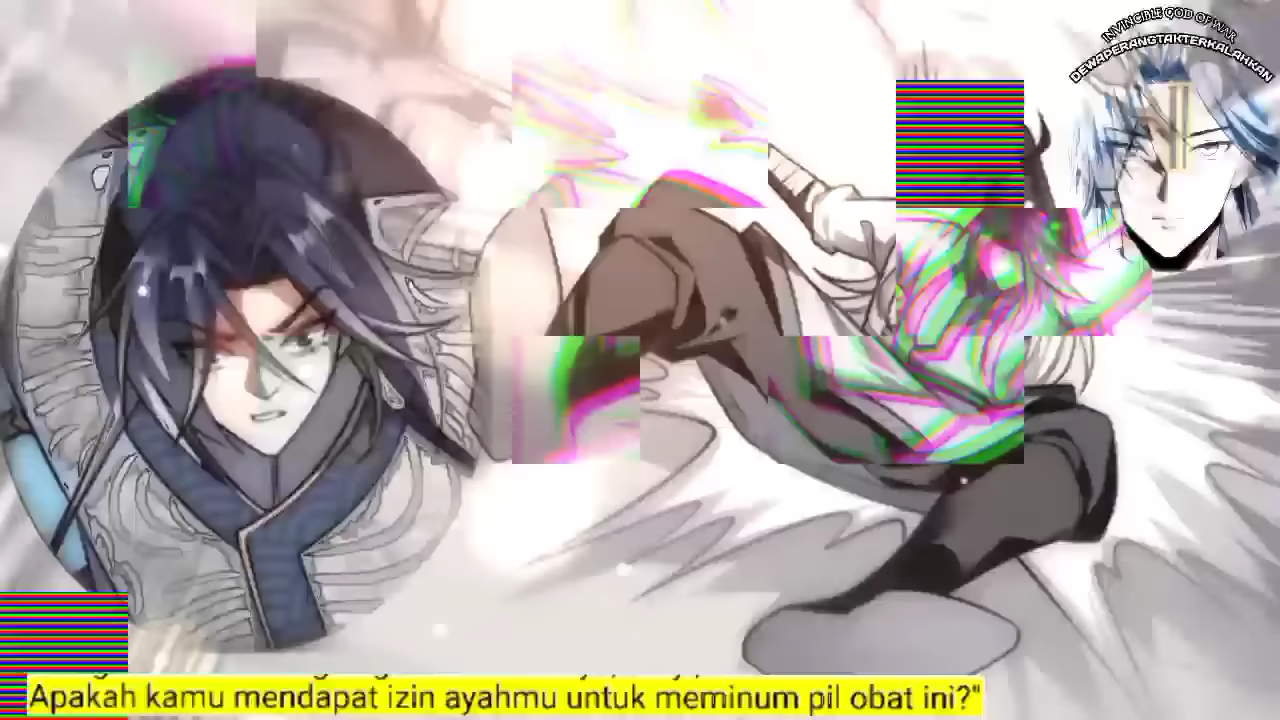 INVINCIBLE GOD OF WAR
DEWAPERANGTAKTERKALAHKAN
Apakah kamu mendapat izin ayahmu untuk meminum pil obat ini?"